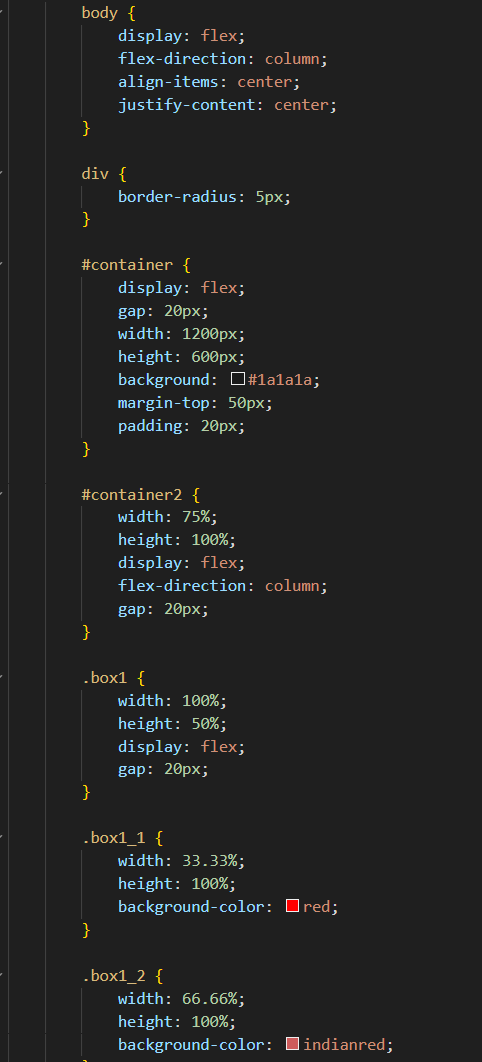 body {
display: flex;
flex-direction: column;
align-items: center;
justify-content: center;
}
div {
border-radius: 5px;
}
#container {
display: flex;
gap: 20px;
width: 1200px;
height: 600px;
background: #1a1a1a;
margin-top: 50px;
padding: 20px;
}
#container2 {
width: 75%;
height: 100%;
display: flex;
flex-direction: column;
gap: 20px;
}
.box1 {
width: 100%;
height: 50%;
display: flex;
gap: 20px;
}
.box1_1 {
width: 33.33%;
height: 100%;
background-color: red;
}
.box1_2 {
width: 66.66%;
height: 100%;
background-color: indianred;